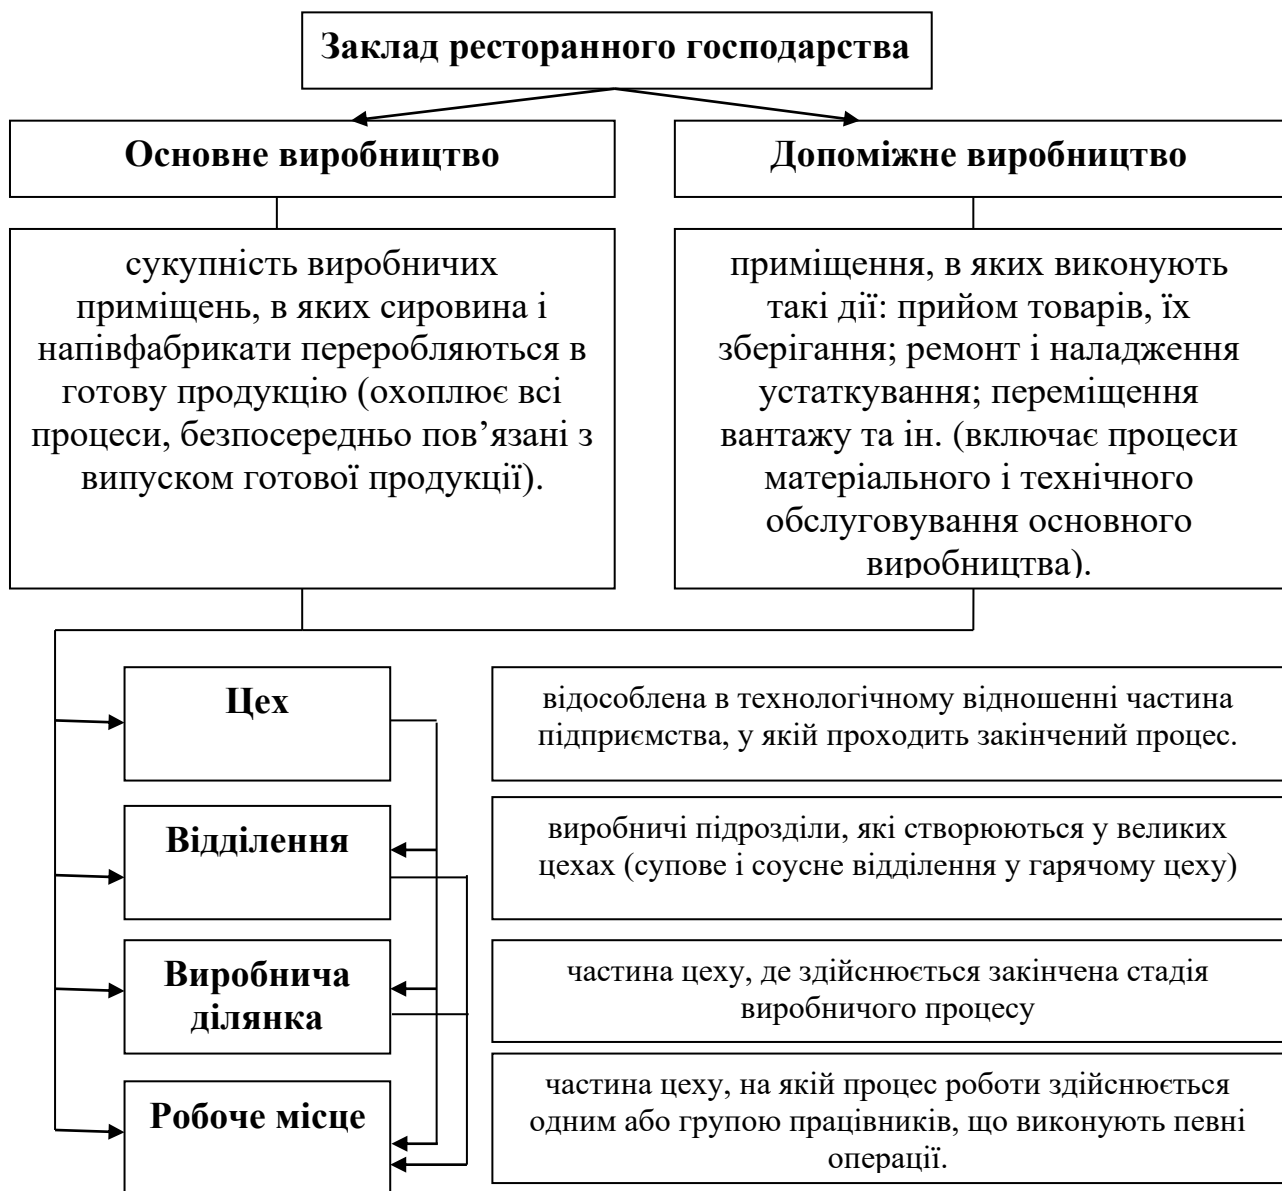 Заклад ресторанного господарства
Основне виробництво
Допоміжне виробництво
сукупність виробничих
приміщень, в яких сировина і
напівфабрикати переробляються в
готову продукцію (охоплює всі
процеси, безпосередньо пов’язані з
випуском готової продукції).
приміщення, в яких виконують
такі дії: прийом товарів, їх
зберігання; ремонт і наладження
устаткування; переміщення
вантажу та ін. (включає процеси
матеріального і технічного
обслуговування основного
виробництва).
Цех
відособлена в технологічному відношенні частина
підприємства, у якій проходить закінчений процес.
Відділення
виробничі підрозділи, які створюються у великих
цехах (супове і соусне відділення у гарячому цеху)
Виробнича
ділянка
частина цеху, де здійснюється закінчена стадія
виробничого процесу
Робоче місце
частина цеху, на якій процес роботи здійснюється
одним або групою працівників, що виконують певні
операції.